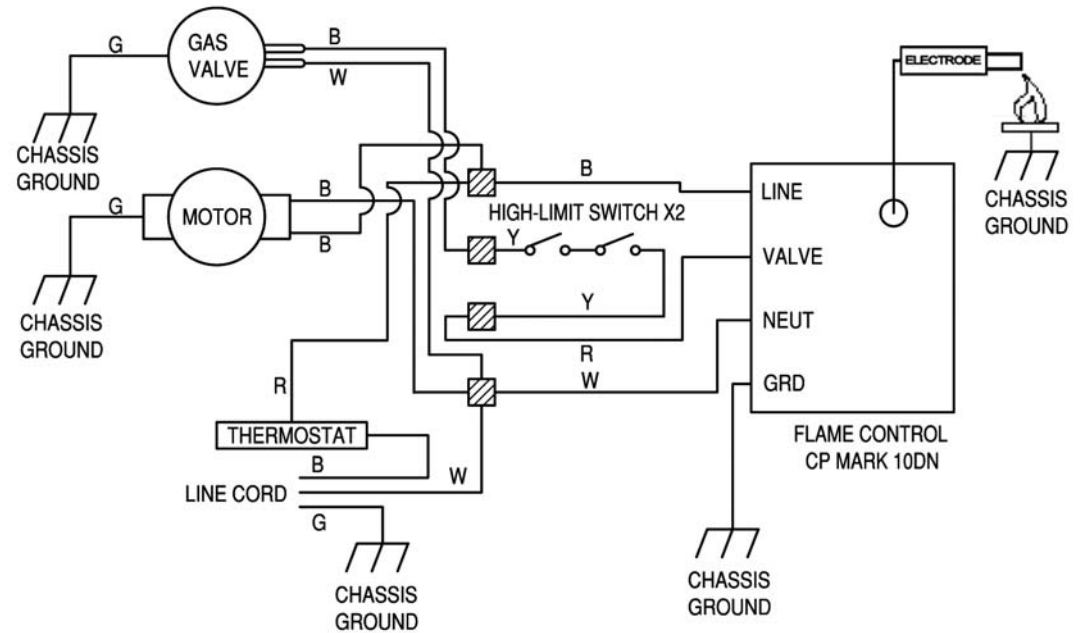 G
GAS
VALVE
B
W
ELECTRODE
CHASSIS
GROUND
CHASSIS
GROUND
G
MOTOR
B
B
B
LINE
HIGH-LIMIT SWITCH X2
Y
VALVE
Y
NEUT
R
W
GRD
CHASSIS
GROUND
R
THERMOSTAT
B
W
LINE CORD
G
FLAME CONTROL
CP MARK 10DN
CHASSIS
GROUND
CHASSIS
GROUND